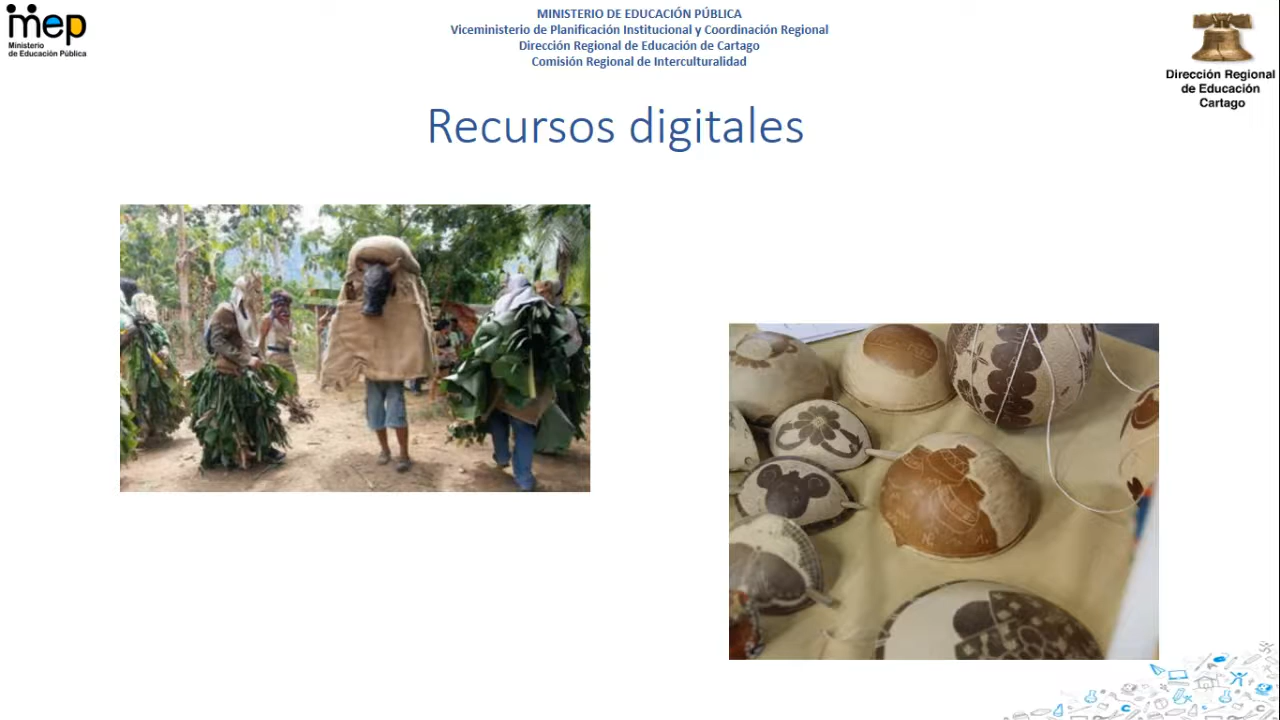 mep
Ministerio
de Educación Pública
MINISTERIO DE EDUCACIÓN PÚBLICA
Viceministerio de Planificación Institucional y Coordinación Regional
Dirección Regional de Educación de Cartago
Comisión Regional de Interculturalidad
Dirección Regional
de Educación
Cartago
Recursos digitales